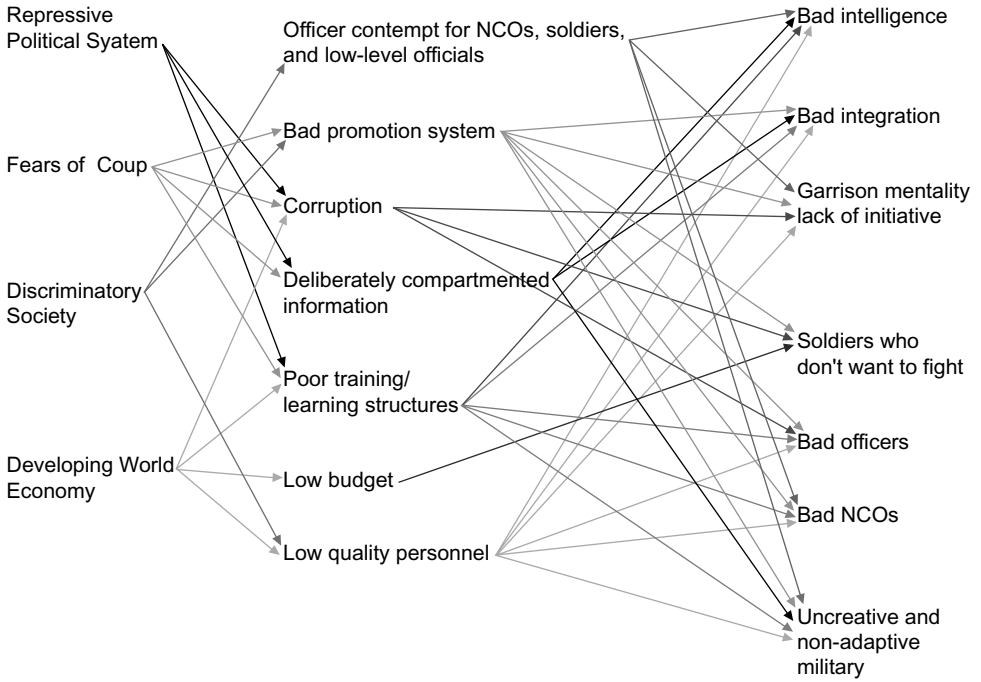 Repressive
Political Syatem
Fears of  Coup
Discriminatory
Society
Developing World
Economy
Officer contempt for NCOs, soldiers,
and low-level officials
Bad promotion system
Corruption
Deliberately compartmented
information
Poor training/
learning structures
Low budget
Low quality personnel
Bad intelligence
Bad integration
Garrison mentality
lack of initiative
Soldiers who
don't want to fight
Bad officers
Bad NCOs
Uncreative and
non-adaptive
military